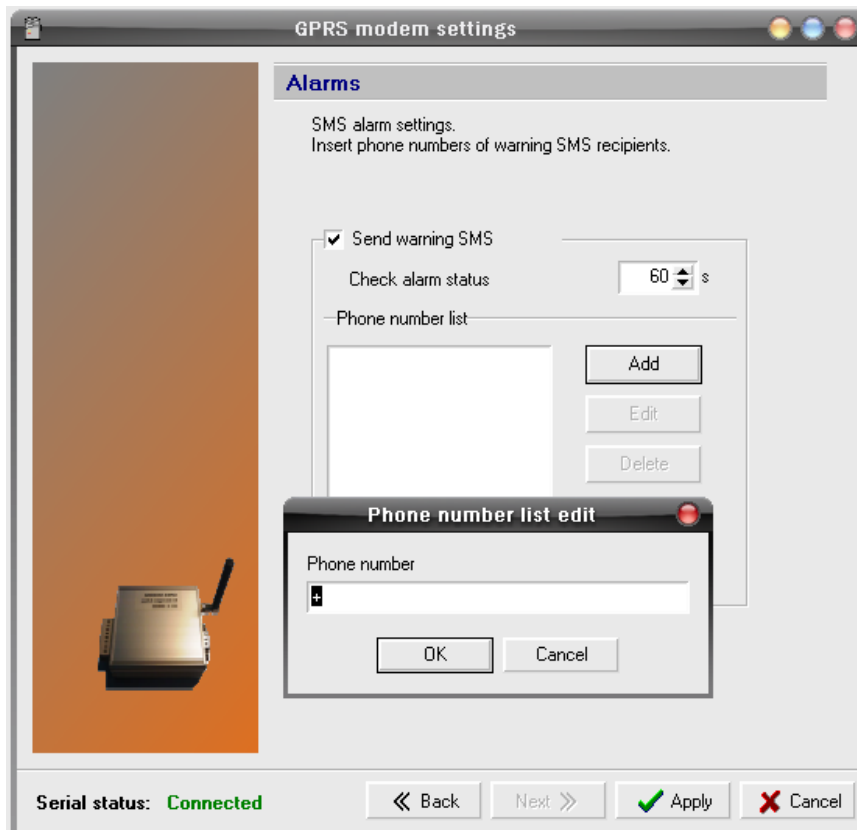 GPRS modem settings
Alarms
SMS alarm settings.
Insert phone numbers of warning SMS recipients.
Send warning SMS
Check alarm status 60 s
Phone number list
Add
Edit
Delete
Phone number list edit
Phone number
+
OK Cancel
Serial status: Connected Back Next Apply Cancel